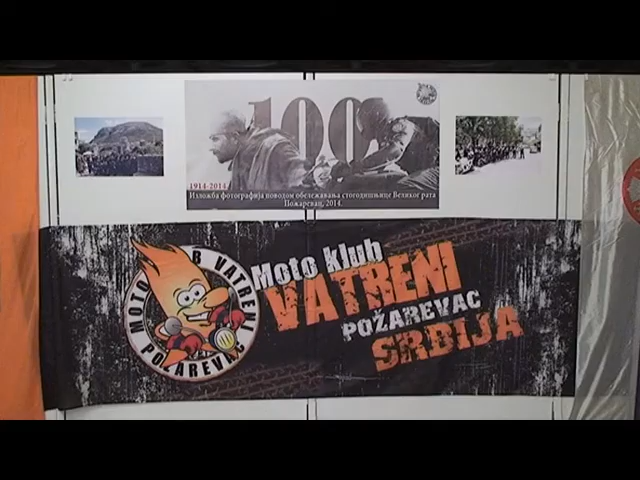 100
1914-2014
Изложба фотографија поводом обележавања стогодишњице Великог рата
Пожаревац, 2014.
Moto klub
VATRENI
POŽAREVAC
SRBIJA
MOTO KLUB VATRENI
POŽAREVAC